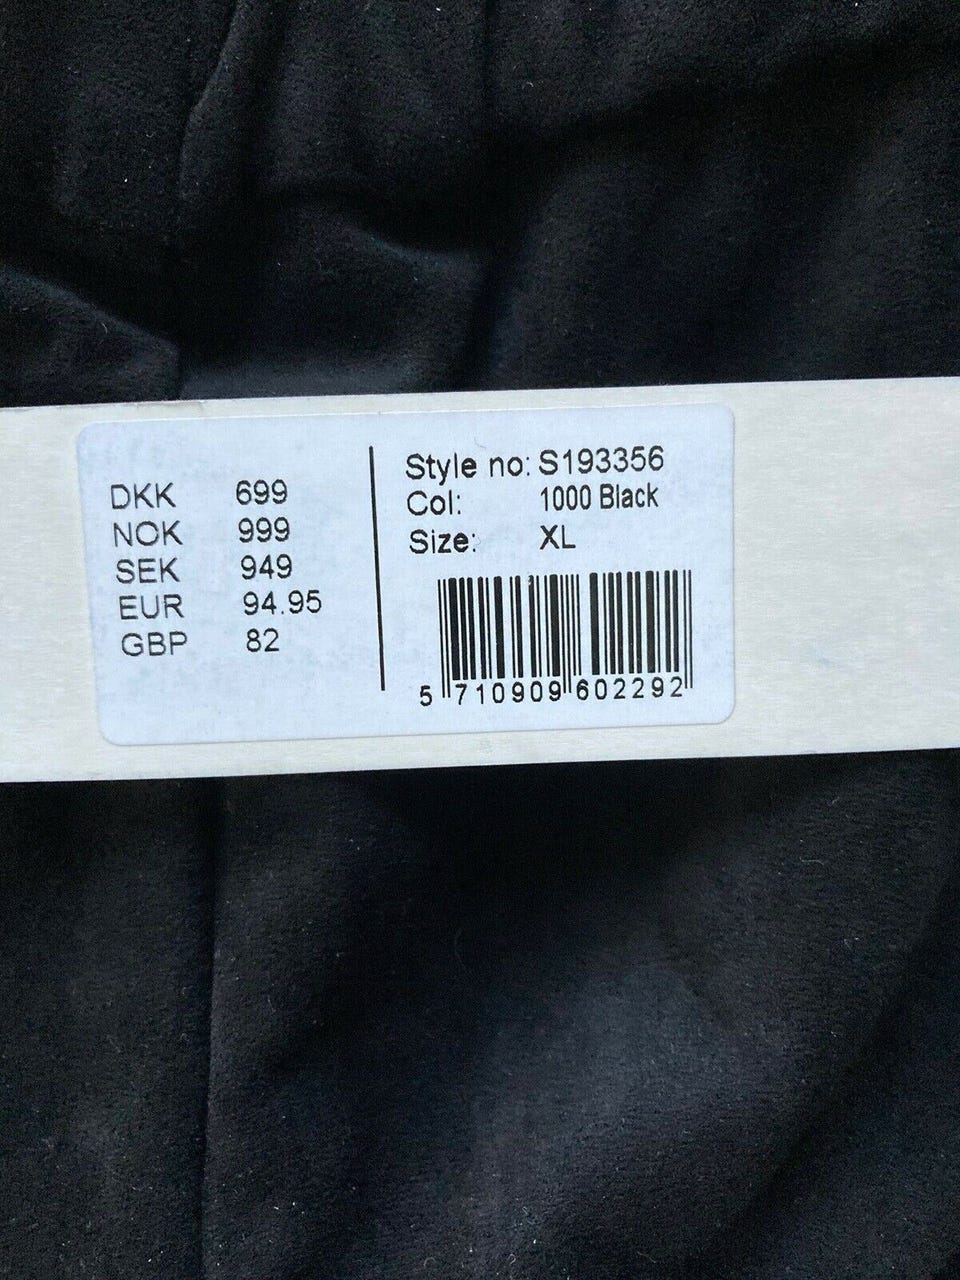 DKK 699
NOK 999
SEK 949
EUR 94.95
GBP 82
Style no: S193356
Col: 1000 Black
Size: XL
5 710909 602292